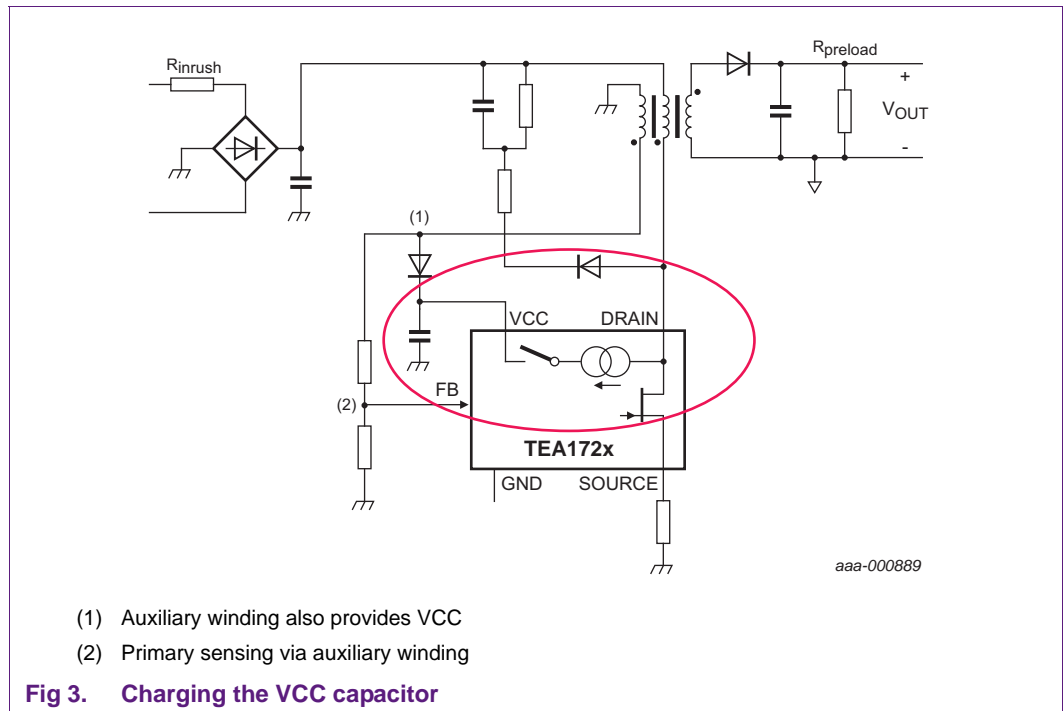 Rinrush
Rpreload
+
VOUT
-
(1)
VCC DRAIN
FB
(2)
TEA172x
GND SOURCE
aaa-000889
(1) Auxiliary winding also provides VCC
(2) Primary sensing via auxiliary winding
Fig 3. Charging the VCC capacitor